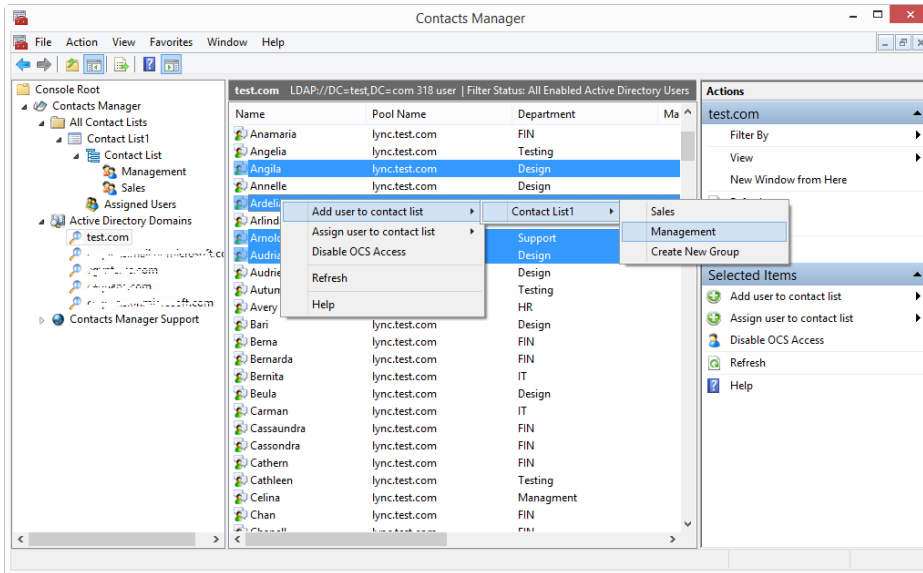 Contacts Manager
File Action View Favorites Window Help
Console Root
Contacts Manager
All Contact Lists
Contact List1
Contact List
Management
Sales
Assigned Users
Active Directory Domains
test.com
Contacts Manager Support
test.com LDAP://DC=test,DC=com 318 user | Filter Status: All Enabled Active Directory Users
Name Pool Name Department Ma
Anamaria lync.test.com FIN
Angelia lync.test.com Testing
Angila lync.test.com Design
Annelle lync.test.com Design
Ardelia
Arlind
Arnold Support
Audria Design
Audrie Design
Autum Testing
Avery HR
Bari lync.test.com Design
Berna lync.test.com FIN
Bernarda lync.test.com FIN
Bernita lync.test.com IT
Beula lync.test.com Design
Carman lync.test.com IT
Cassaundra lync.test.com FIN
Cassondra lync.test.com FIN
Cathern lync.test.com FIN
Cathleen lync.test.com Testing
Celina lync.test.com Managment
Chan lync.test.com FIN
Add user to contact list
Assign user to contact list
Disable OCS Access
Refresh
Help
Contact List1
Sales
Management
Create New Group
Actions
test.com
Filter By
View
New Window from Here
Selected Items
Add user to contact list
Assign user to contact list
Disable OCS Access
Refresh
Help